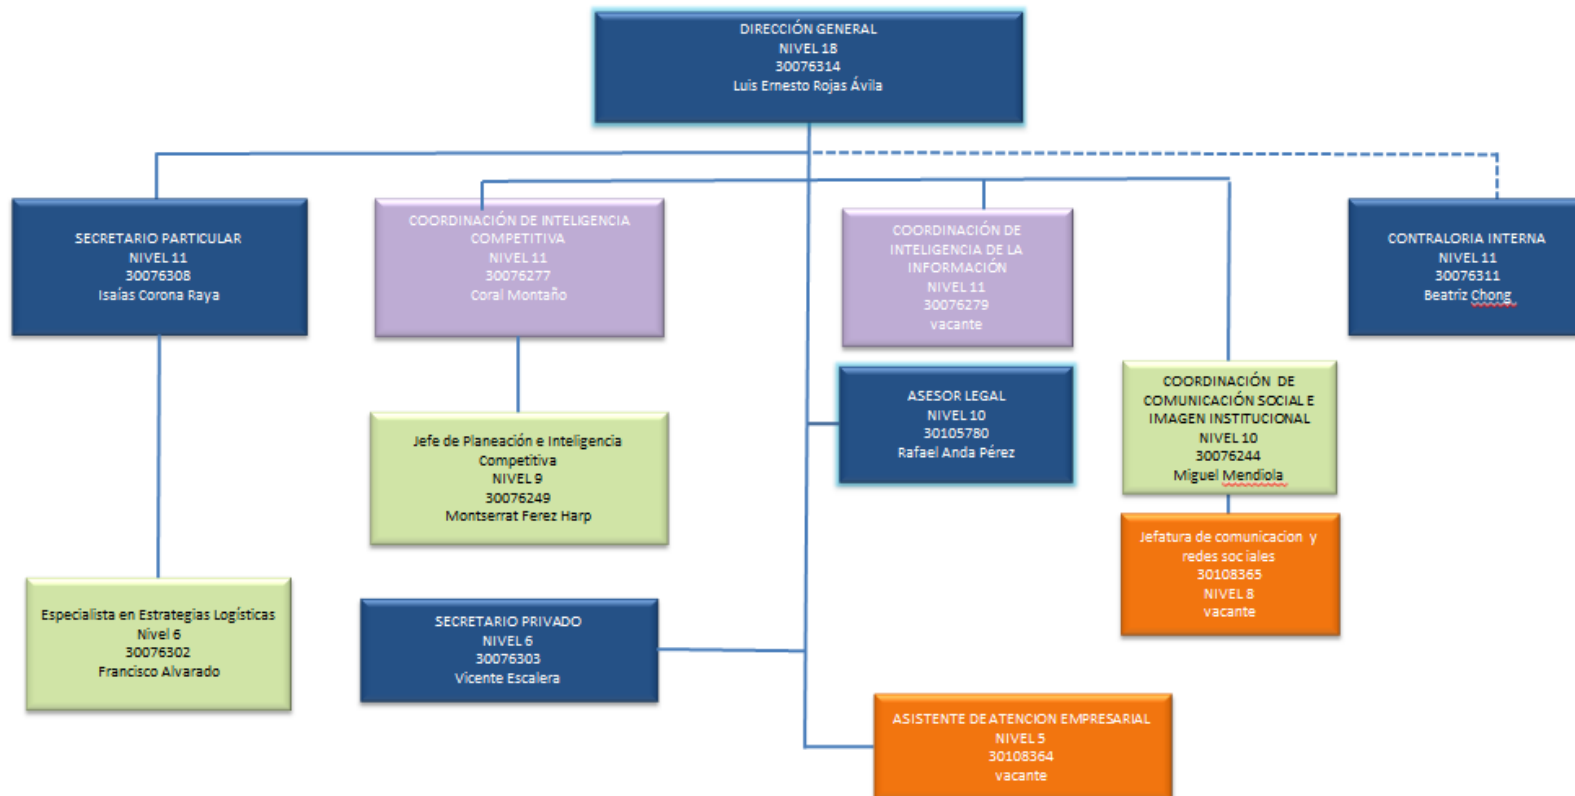 DIRECCIÓN GENERAL
NIVEL 18
30076314
Luis Ernesto Rojas Ávila
SECRETARIO PARTICULAR
NIVEL 11
30076308
Isaías Corona Raya
COORDINACIÓN DE INTELIGENCIA
COMPETITIVA
NIVEL 11
30076277
Coral Montaño
COORDINACIÓN DE
INTELIGENCIA DE LA
INFORMACIÓN
NIVEL 11
30076279
vacante
CONTRALORIA INTERNA
NIVEL 11
30076311
Beatriz Chong
Jefe de Planeación e Inteligencia
Competitiva
NIVEL 9
30076249
Montserrat Ferez Harp
ASESOR LEGAL
NIVEL 10
30105780
Rafael Anda Pérez
COORDINACIÓN DE
COMUNICACIÓN SOCIAL E
IMAGEN INSTITUCIONAL
NIVEL 10
30076244
Miguel Mendiola
Jefatura de comunicacion y
redes soc iales
30108365
NIVEL 8
vacante
Especialista en Estrategias Logísticas
Nivel 6
30076302
Francisco Alvarado
SECRETARIO PRIVADO
NIVEL 6
30076303
Vicente Escalera
ASISTENTE DE ATENCION EMPRESARIAL
NIVEL 5
30108364
vacante